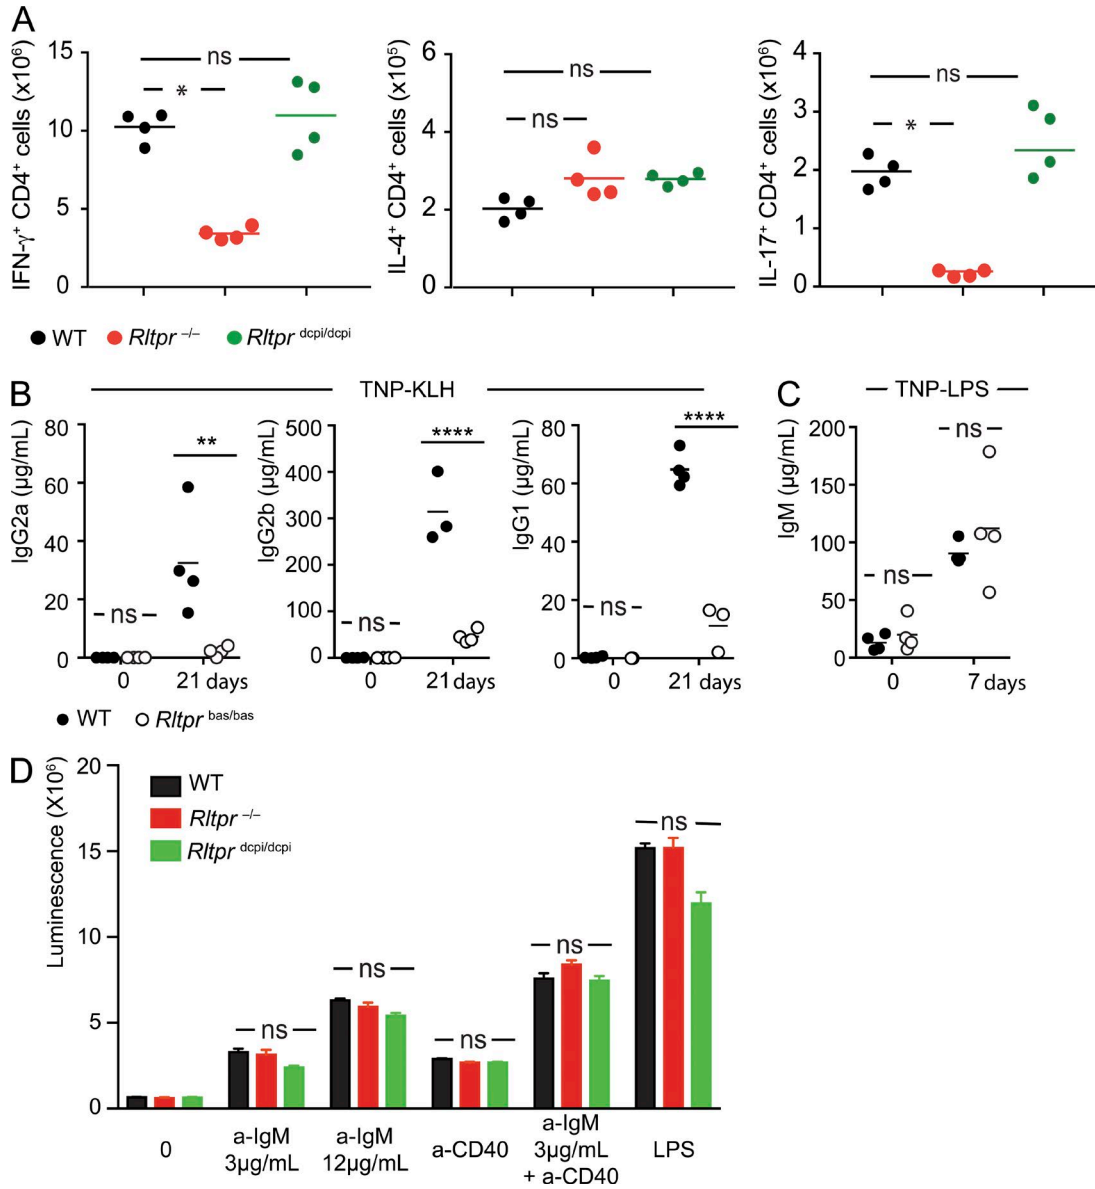 A
IFN-γ⁺ CD4⁺ cells (x10⁶)
15
10
5
0
ns
*
IL-4⁺ CD4⁺ cells (x10⁵)
6
4
2
0
ns
ns
IL-17⁺ CD4⁺ cells (x10⁶)
4
3
2
1
0
ns
*
WT Rltpr ⁻/⁻ Rltpr dcpi/dcpi
B
TNP-KLH
IgG2a (µg/mL)
80
60
40
20
0
**
ns
0 21 days
IgG2b (µg/mL)
500
400
300
200
100
0
****
ns
0 21 days
IgG1 (µg/mL)
80
60
40
20
0
****
ns
0 21 days
WT Rltpr bas/bas
C
TNP-LPS
IgM (µg/mL)
200
150
100
50
0
ns
ns
0 7 days
D
Luminescence (X10⁶)
20
15
10
5
0
WT
Rltpr ⁻/⁻
Rltpr dcpi/dcpi
ns
ns
ns
ns
ns
0
a-IgM
3µg/mL
a-IgM
12µg/mL
a-CD40
a-IgM
3µg/mL
+ a-CD40
LPS